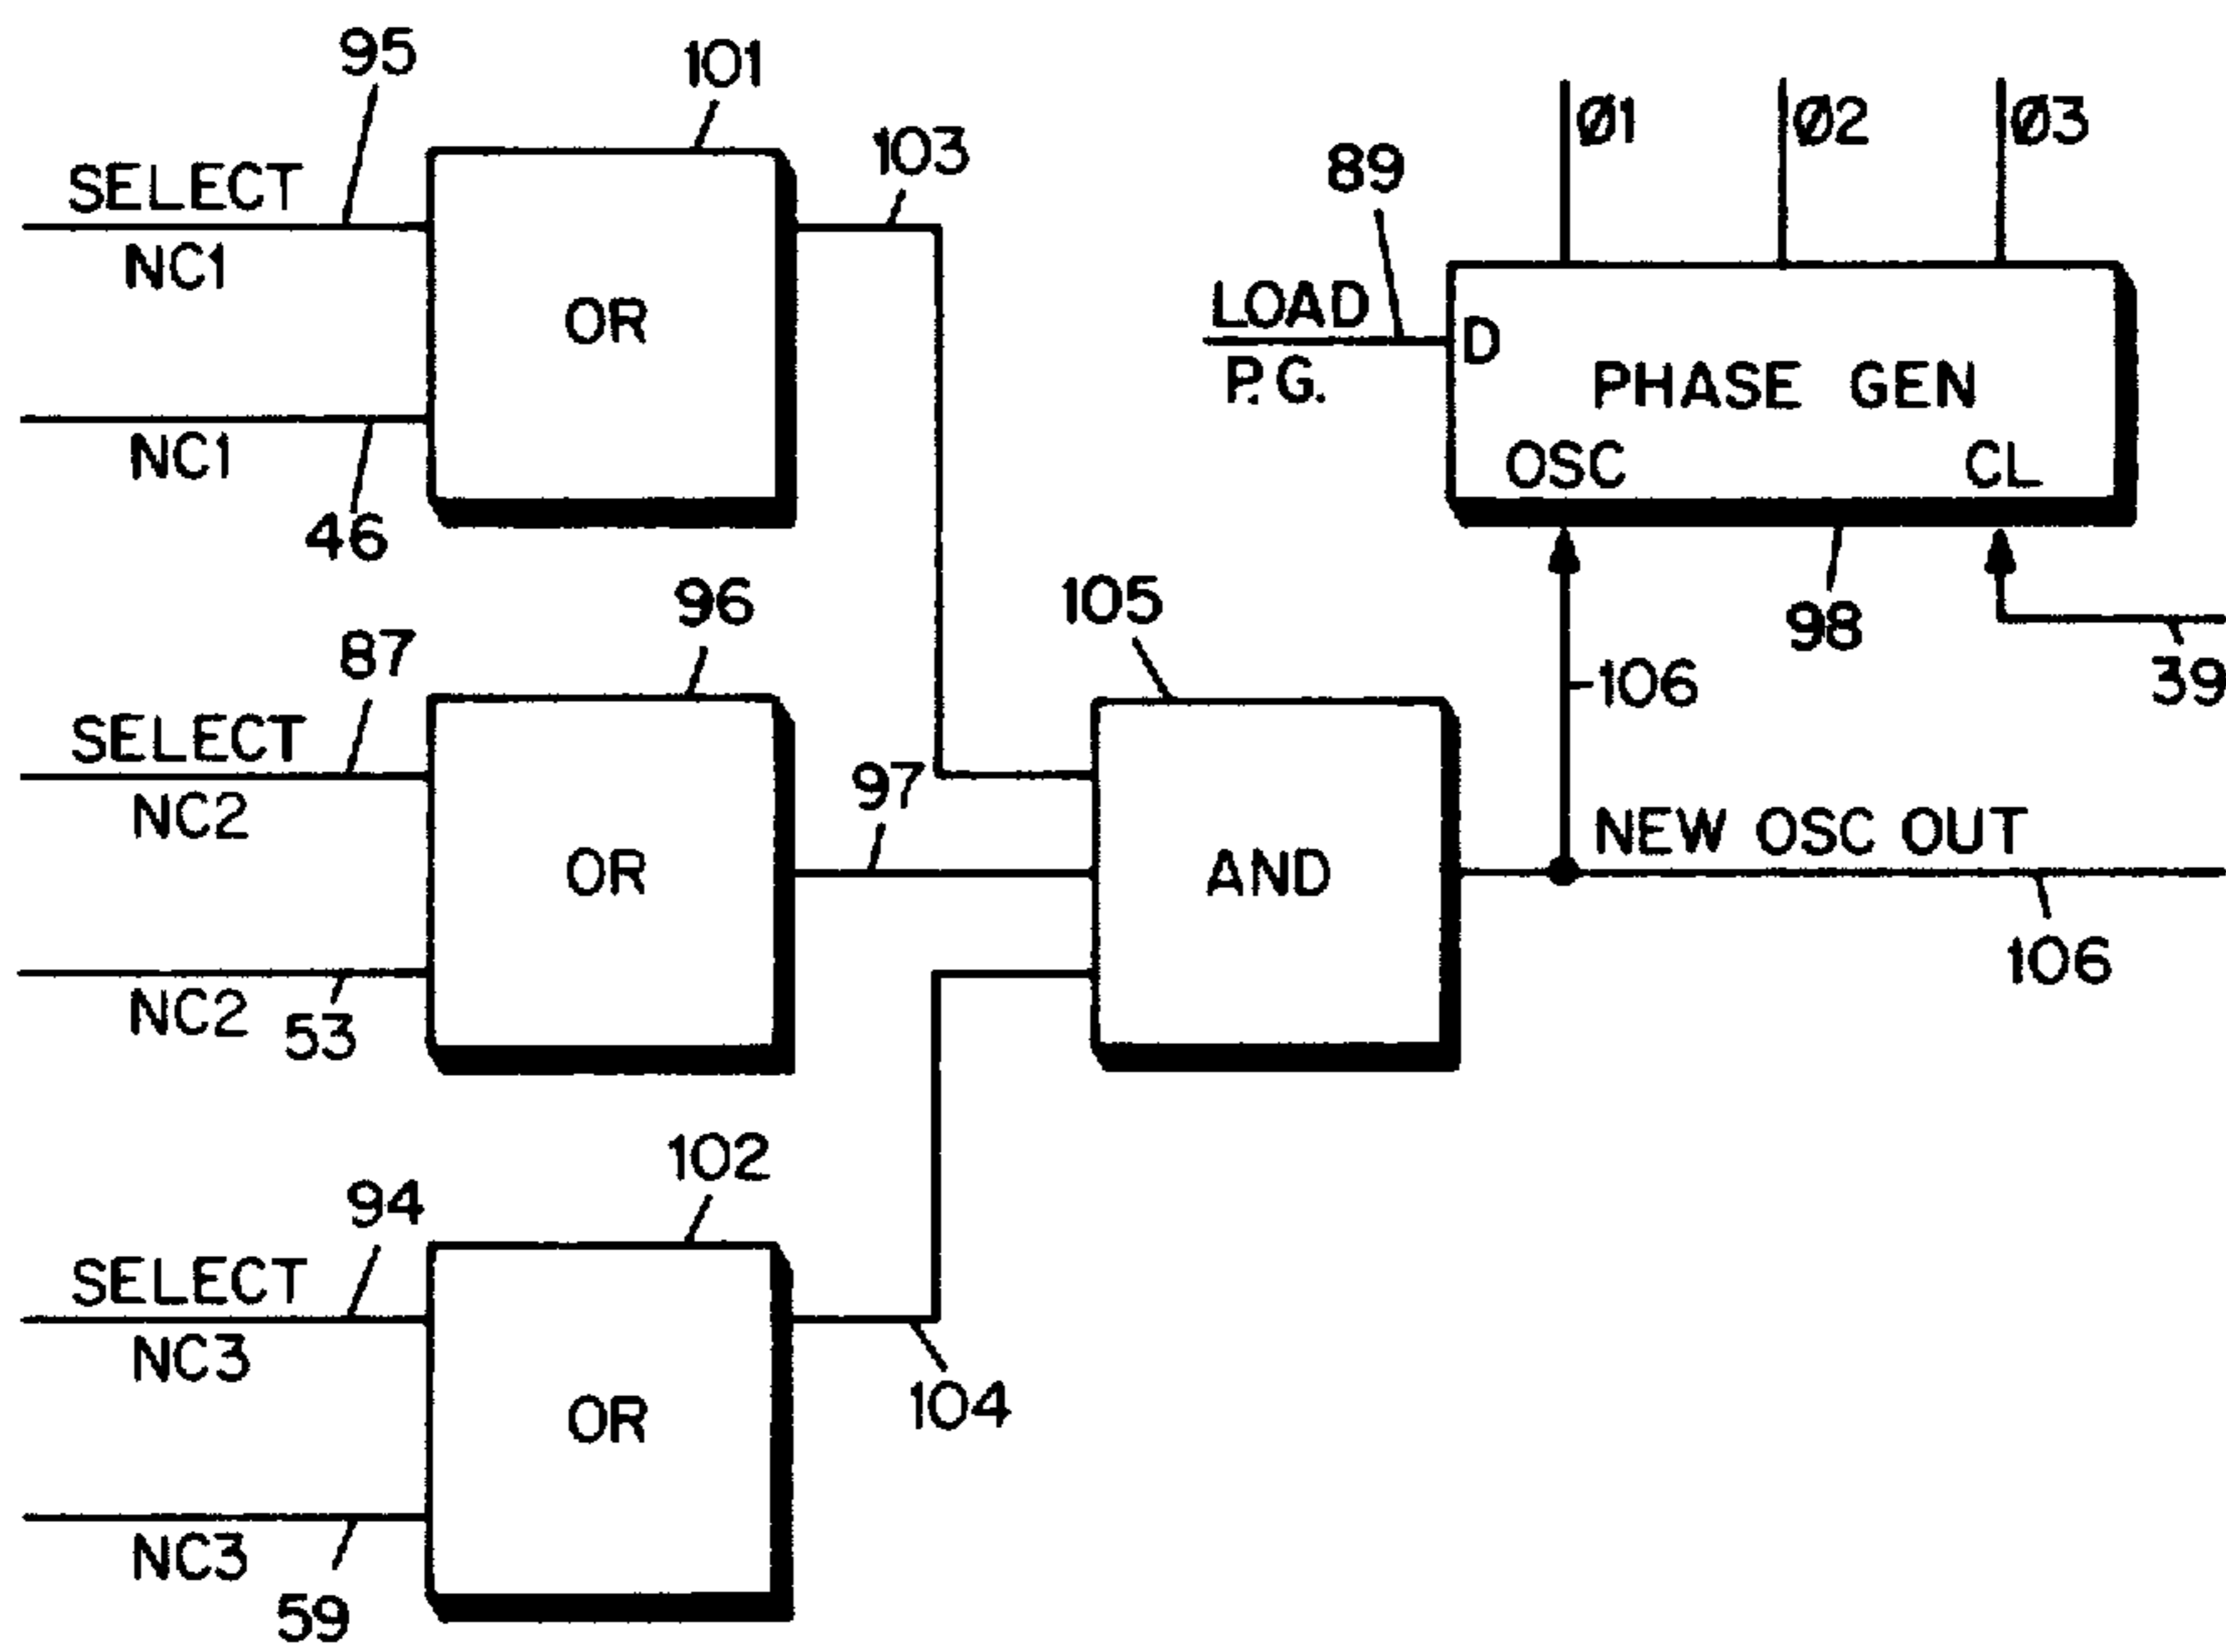 95
101
103
SELECT
NC1
OR
NC1
46
Ø1
Ø2
Ø3
89
LOAD
P.G.
D
PHASE GEN
OSC
CL
98
39
96
105
87
106
SELECT
NC2
97
OR
AND
NEW OSC OUT
NC2
53
106
102
94
SELECT
NC3
OR
104
NC3
59